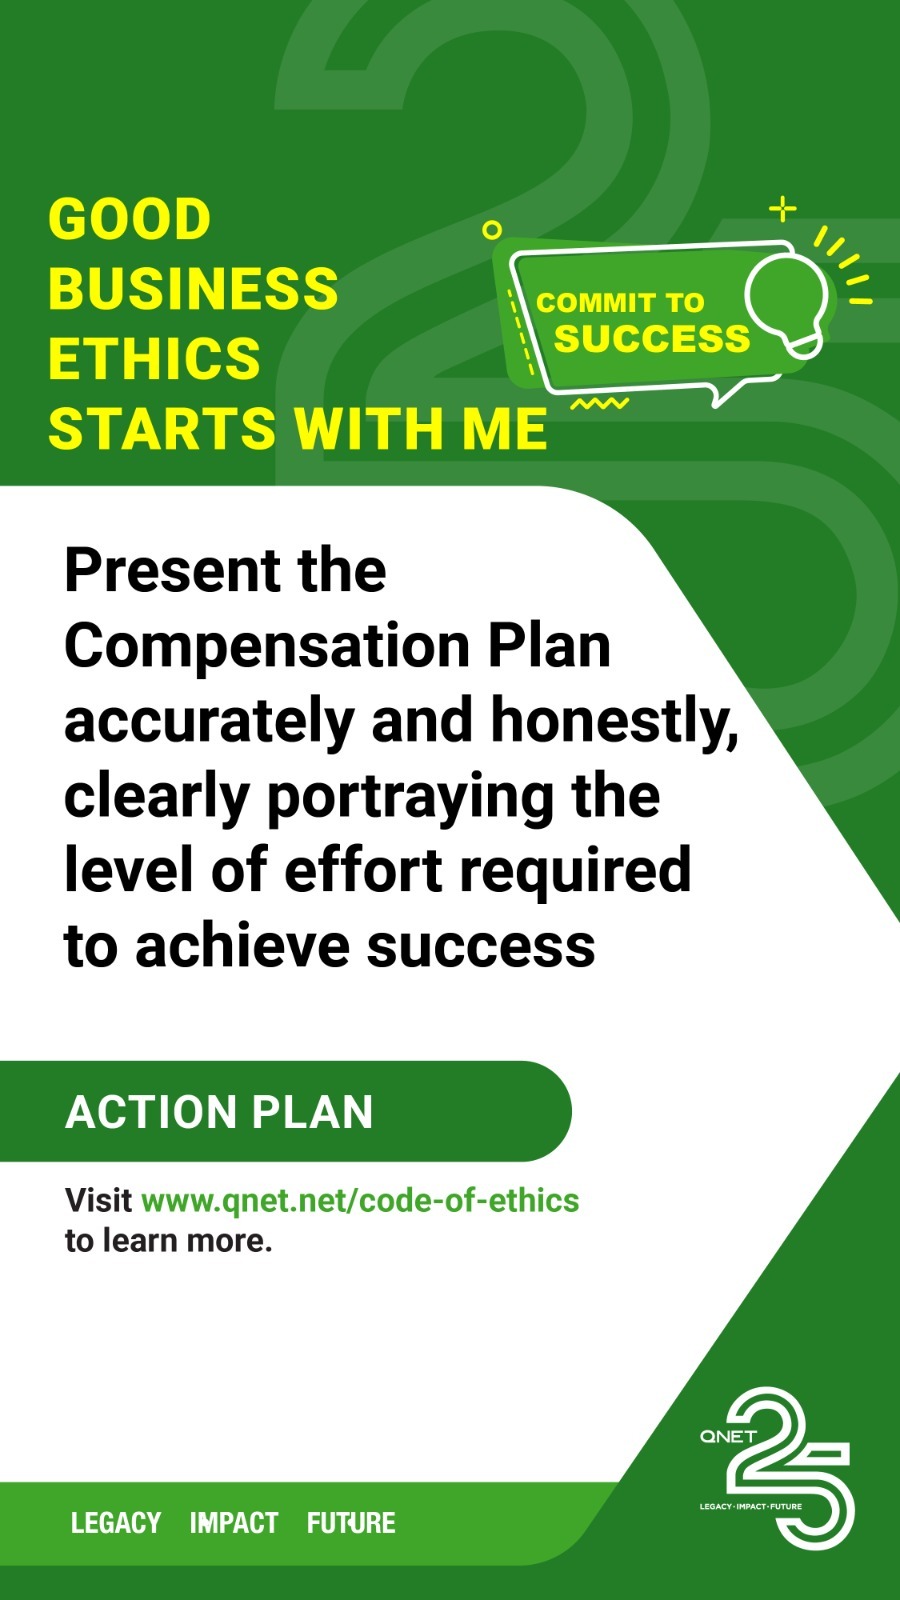 GOOD
BUSINESS
ETHICS
STARTS WITH ME
COMMIT TO
SUCCESS
Present the
Compensation Plan
accurately and honestly,
clearly portraying the
level of effort required
to achieve success
ACTION PLAN
Visit www.qnet.net/code-of-ethics
to learn more.
QNET 25
LEGACY·IMPACT·FUTURE
LEGACY IMPACT FUTURE